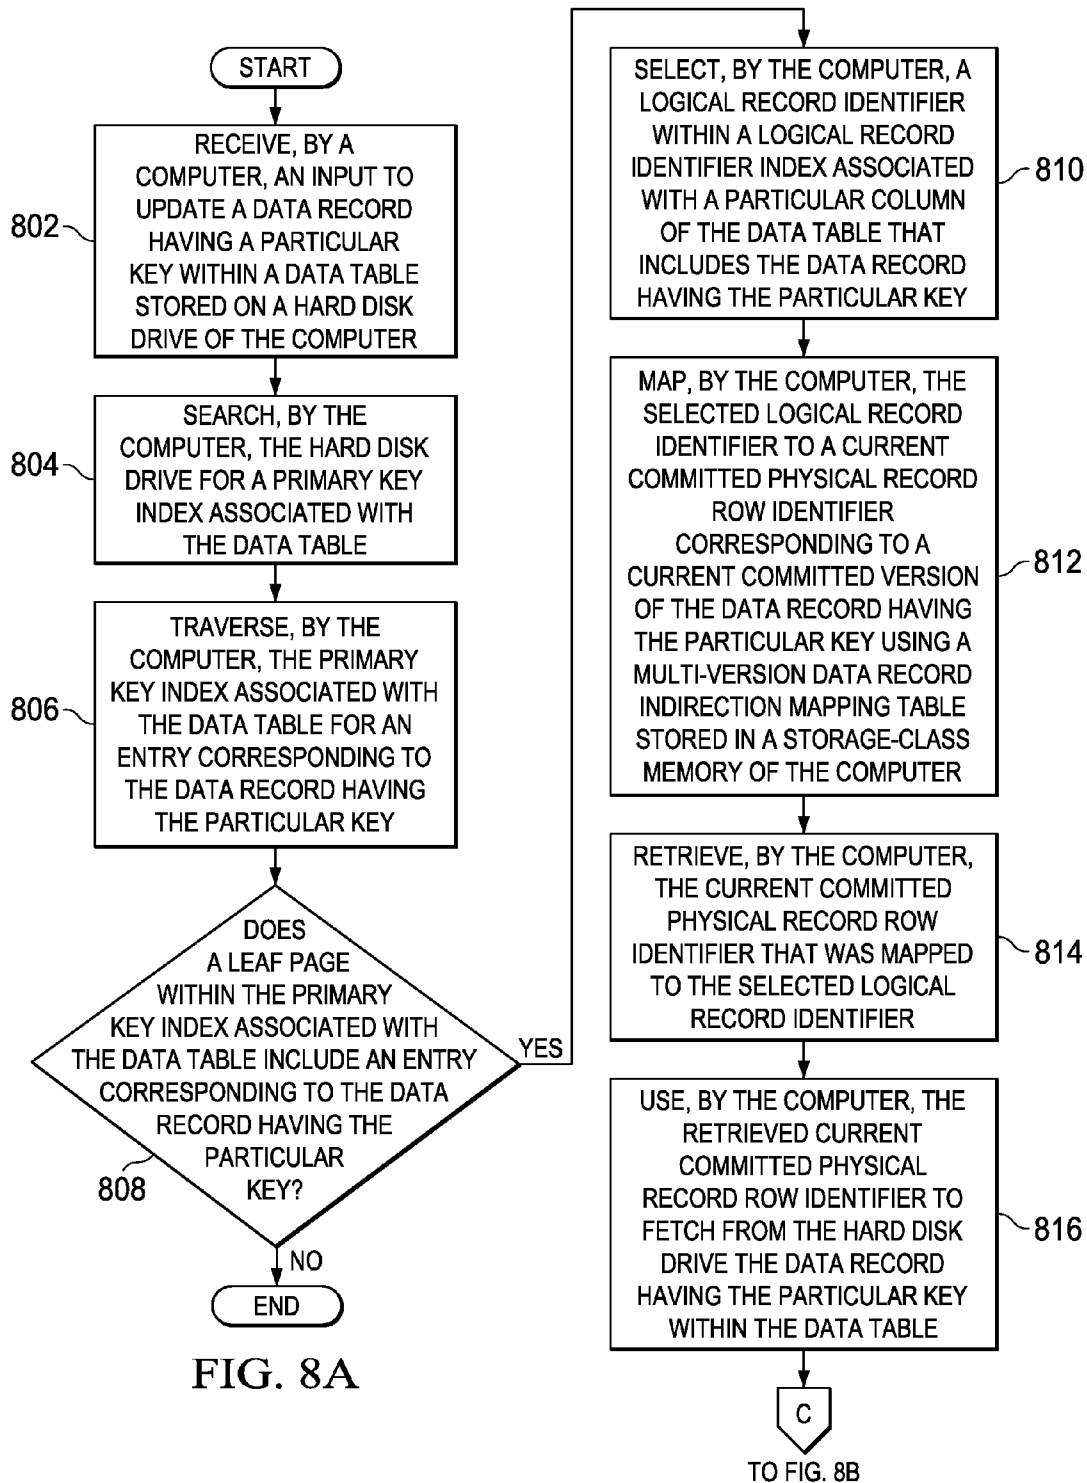 START
RECEIVE, BY A
COMPUTER, AN INPUT TO
UPDATE A DATA RECORD
HAVING A PARTICULAR
KEY WITHIN A DATA TABLE
STORED ON A HARD DISK
DRIVE OF THE COMPUTER
802
SEARCH, BY THE
COMPUTER, THE HARD DISK
DRIVE FOR A PRIMARY KEY
INDEX ASSOCIATED WITH
THE DATA TABLE
804
TRAVERSE, BY THE
COMPUTER, THE PRIMARY
KEY INDEX ASSOCIATED WITH
THE DATA TABLE FOR AN
ENTRY CORRESPONDING TO
THE DATA RECORD HAVING
THE PARTICULAR KEY
806
DOES
A LEAF PAGE
WITHIN THE PRIMARY
KEY INDEX ASSOCIATED WITH
THE DATA TABLE INCLUDE AN ENTRY
CORRESPONDING TO THE DATA
RECORD HAVING THE
PARTICULAR
KEY?
808
YES
NO
END
FIG. 8A
SELECT, BY THE COMPUTER, A
LOGICAL RECORD IDENTIFIER
WITHIN A LOGICAL RECORD
IDENTIFIER INDEX ASSOCIATED
WITH A PARTICULAR COLUMN
OF THE DATA TABLE THAT
INCLUDES THE DATA RECORD
HAVING THE PARTICULAR KEY
810
MAP, BY THE COMPUTER, THE
SELECTED LOGICAL RECORD
IDENTIFIER TO A CURRENT
COMMITTED PHYSICAL RECORD
ROW IDENTIFIER
CORRESPONDING TO A
CURRENT COMMITTED VERSION
OF THE DATA RECORD HAVING
THE PARTICULAR KEY USING A
MULTI-VERSION DATA RECORD
INDIRECTION MAPPING TABLE
STORED IN A STORAGE-CLASS
MEMORY OF THE COMPUTER
812
RETRIEVE, BY THE COMPUTER,
THE CURRENT COMMITTED
PHYSICAL RECORD ROW
IDENTIFIER THAT WAS MAPPED
TO THE SELECTED LOGICAL
RECORD IDENTIFIER
814
USE, BY THE COMPUTER, THE
RETRIEVED CURRENT
COMMITTED PHYSICAL
RECORD ROW IDENTIFIER TO
FETCH FROM THE HARD DISK
DRIVE THE DATA RECORD
HAVING THE PARTICULAR KEY
WITHIN THE DATA TABLE
816
C
TO FIG. 8B